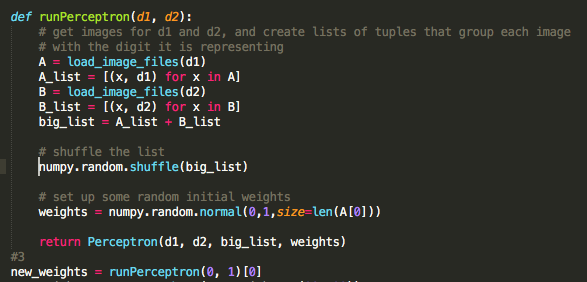 def runPerceptron(d1, d2):
# get images for d1 and d2, and create lists of tuples that group each image
# with the digit it is representing
A = load_image_files(d1)
A_list = [(x, d1) for x in A]
B = load_image_files(d2)
B_list = [(x, d2) for x in B]
big_list = A_list + B_list
# shuffle the list
numpy.random.shuffle(big_list)
# set up some random initial weights
weights = numpy.random.normal(0,1,size=len(A[0]))
return Perceptron(d1, d2, big_list, weights)
#3
new_weights = runPerceptron(0, 1)[0]